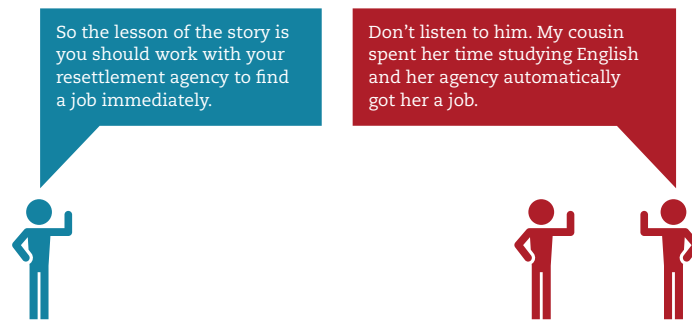 So the lesson of the story is
you should work with your
resettlement agency to find
a job immediately.
Don’t listen to him. My cousin
spent her time studying English
and her agency automatically
got her a job.